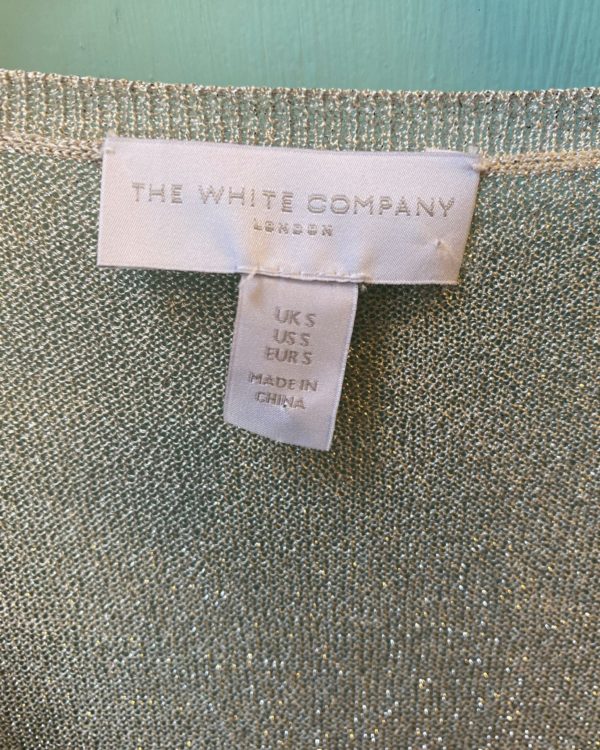 THE WHITE COMPANY
LONDON
UK S
US S
EUR S
MADE IN
CHINA